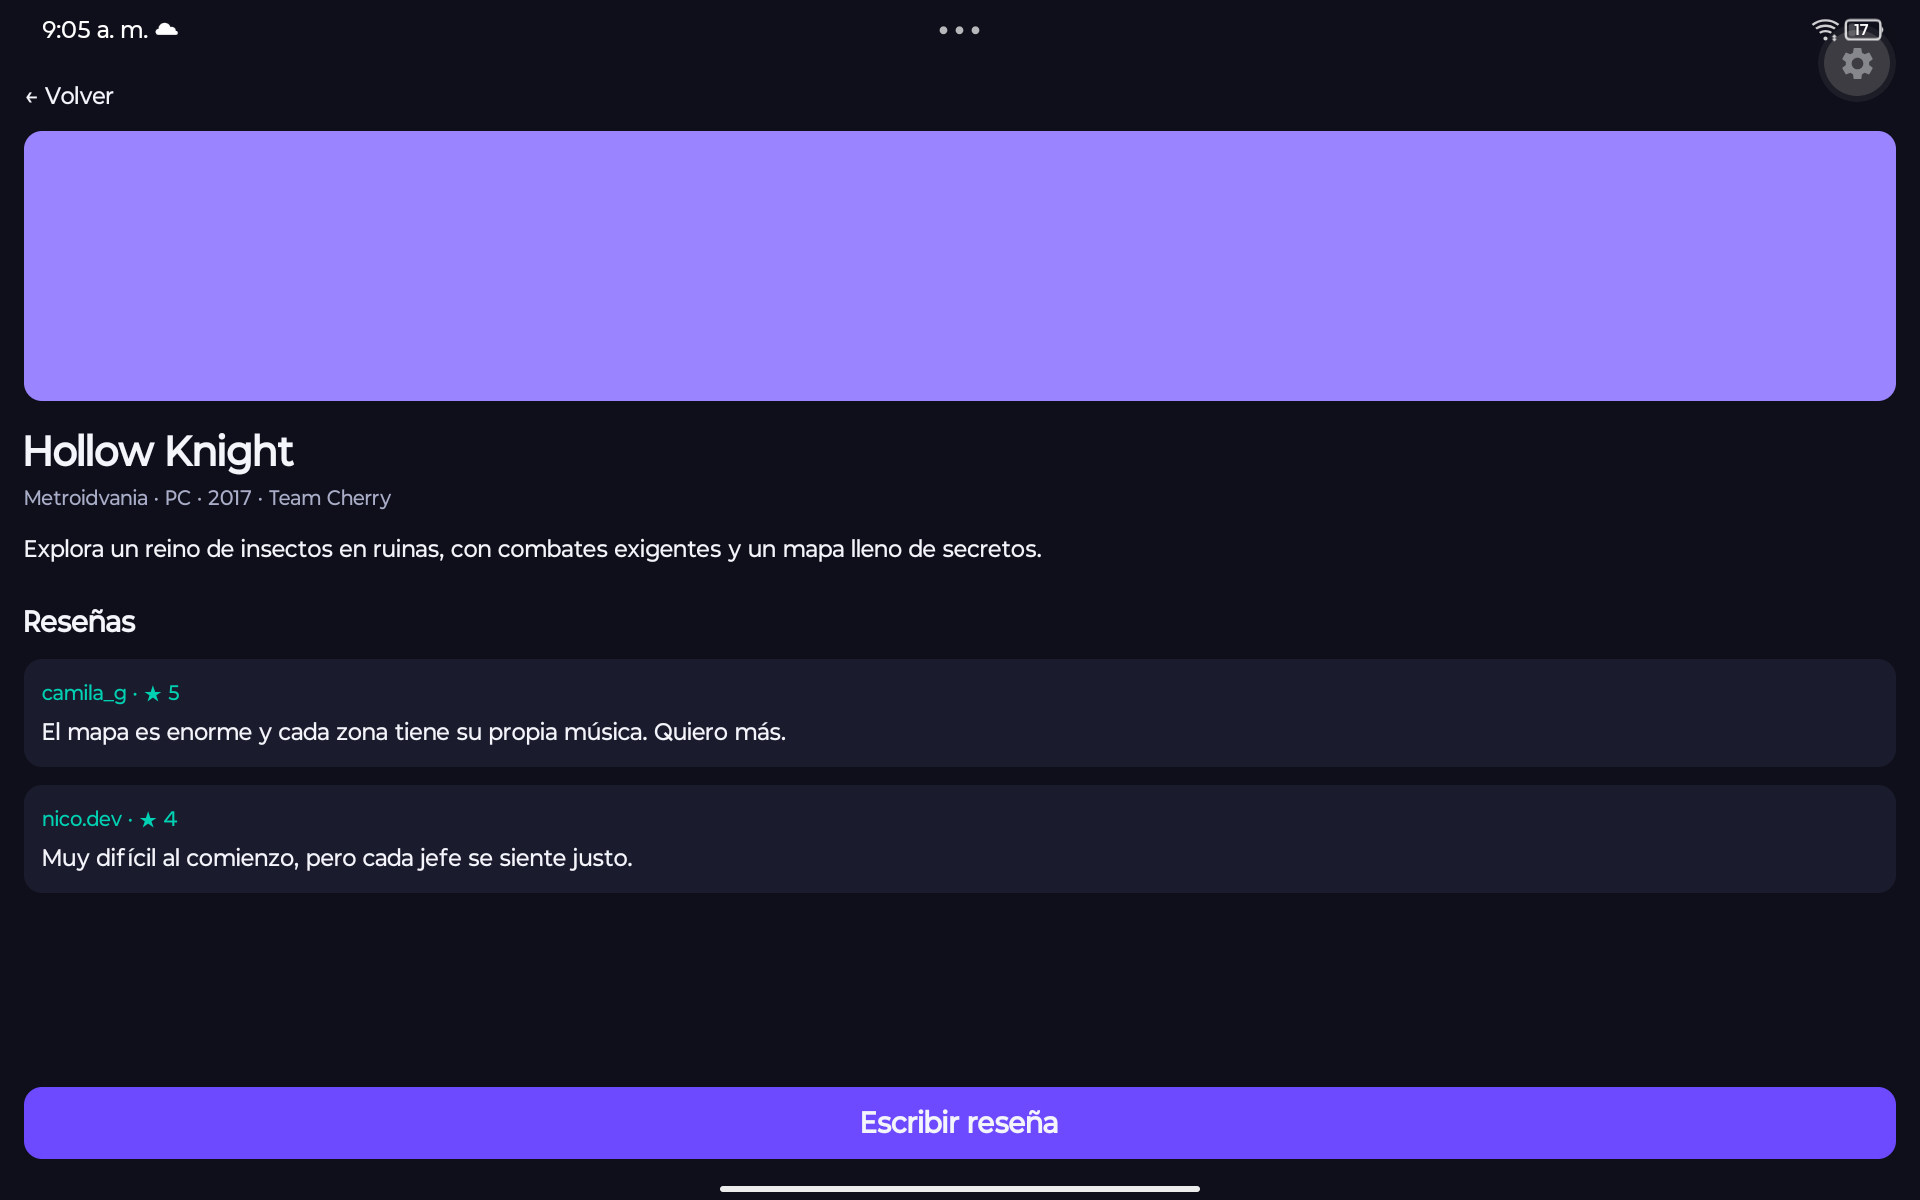 9:05 a. m.
17
← Volver
Hollow Knight
Metroidvania · PC · 2017 · Team Cherry
Explora un reino de insectos en ruinas, con combates exigentes y un mapa lleno de secretos.
Reseñas
camila_g · ★ 5
El mapa es enorme y cada zona tiene su propia música. Quiero más.
nico.dev · ★ 4
Muy difícil al comienzo, pero cada jefe se siente justo.
Escribir reseña